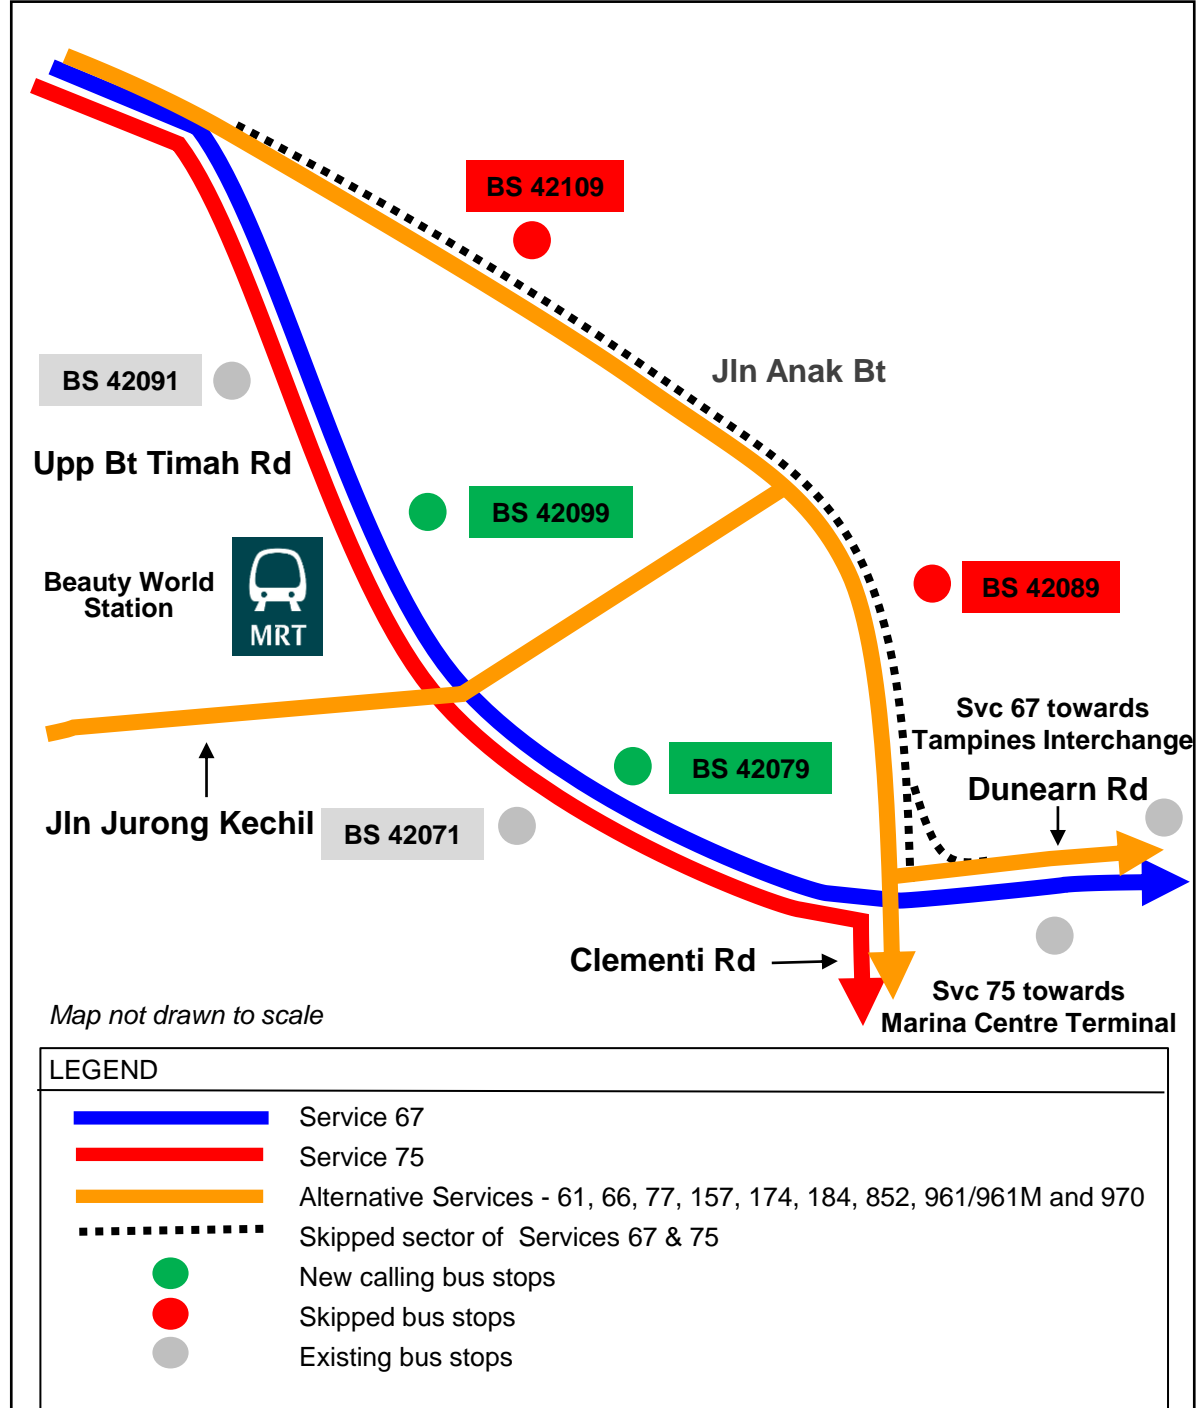 BS 42109
Jln Anak Bt
BS 42091
Upp Bt Timah Rd
BS 42099
Beauty World
Station
MRT
BS 42089
Svc 67 towards
Tampines Interchange
BS 42079
Dunearn Rd
Jln Jurong Kechil
BS 42071
Clementi Rd
Svc 75 towards
Marina Centre Terminal
Map not drawn to scale
LEGEND
Service 67
Service 75
Alternative Services - 61, 66, 77, 157, 174, 184, 852, 961/961M and 970
Skipped sector of Services 67 & 75
New calling bus stops
Skipped bus stops
Existing bus stops